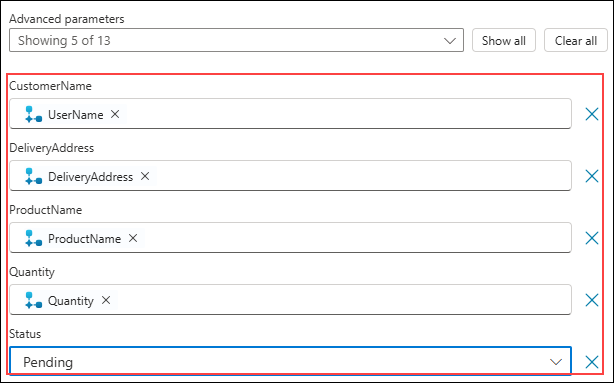 Advanced parameters
Showing 5 of 13 Show all Clear all
CustomerName
UserName
DeliveryAddress
DeliveryAddress
ProductName
ProductName
Quantity
Quantity
Status
Pending